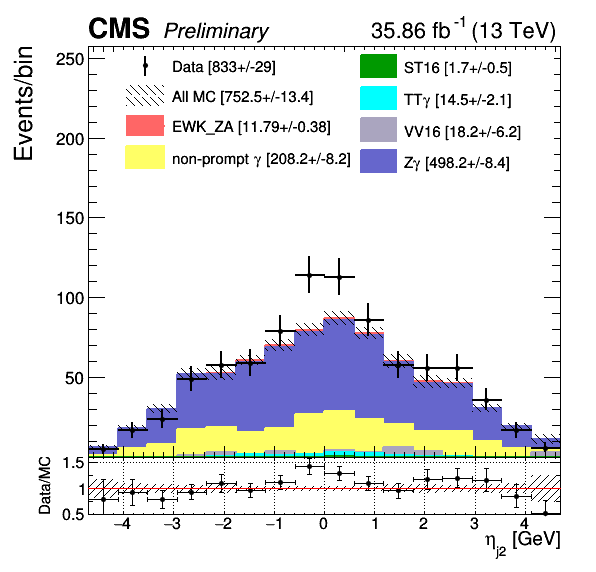 CMS Preliminary 35.86 fb⁻¹ (13 TeV)
Events/bin
250
200
150
100
50
Data [833+/-29]
All MC [752.5+/-13.4]
EWK_ZA [11.79+/-0.38]
non-prompt γ [208.2+/-8.2]
ST16 [1.7+/-0.5]
TTγ [14.5+/-2.1]
VV16 [18.2+/-6.2]
Zγ [498.2+/-8.4]
Data/MC
1.5
1
0.5
−4 −3 −2 −1 0 1 2 3 4
η_j2 [GeV]